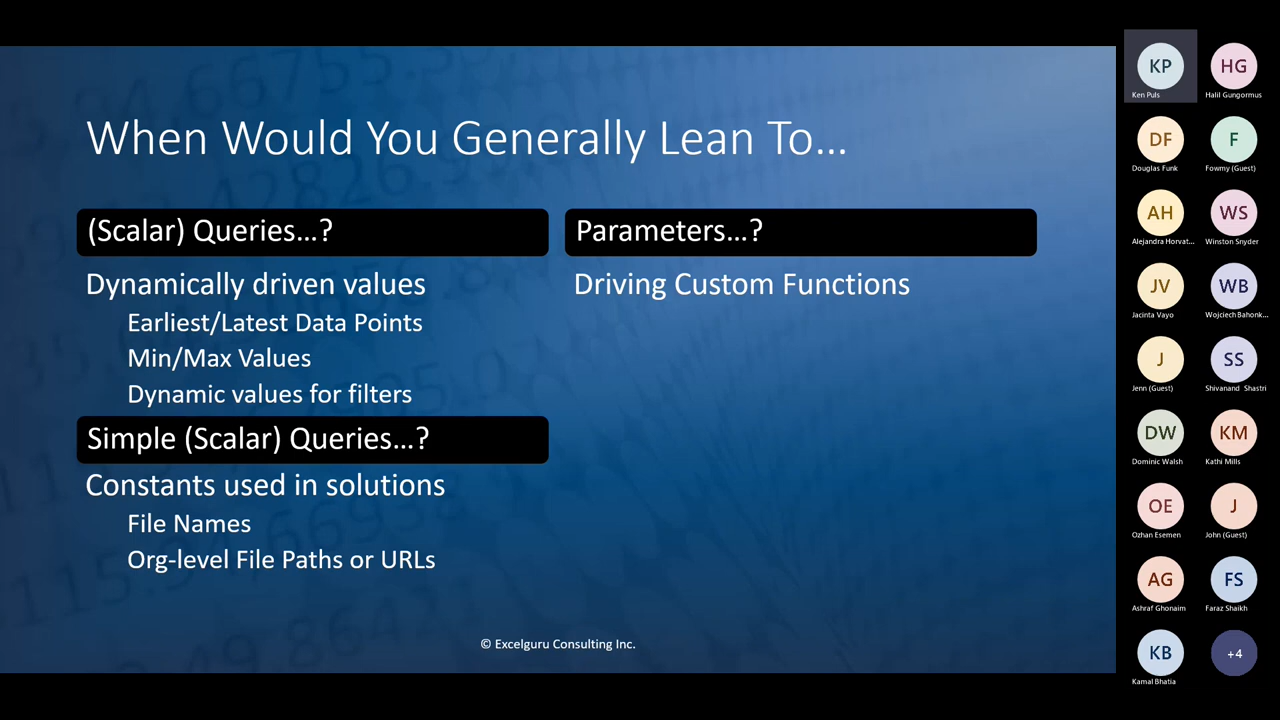 When Would You Generally Lean To...
(Scalar) Queries...?
Dynamically driven values
Earliest/Latest Data Points
Min/Max Values
Dynamic values for filters
Simple (Scalar) Queries...?
Constants used in solutions
File Names
Org-level File Paths or URLs
Parameters...?
Driving Custom Functions
© Excelguru Consulting Inc.
KP
Ken Puls
HG
Halil Gungormus
DF
Douglas Funk
F
Fowmy (Guest)
AH
Alejandra Horvat...
WS
Winston Snyder
JV
Jacinta Vayo
WB
Wojciech Bahonk...
J
Jenn (Guest)
SS
Shivanand Shastri
DW
Dominic Walsh
KM
Kathi Mills
OE
Ozhan Esemen
J
John (Guest)
AG
Ashraf Ghonaim
FS
Faraz Shaikh
KB
Kamal Bhatia
+4